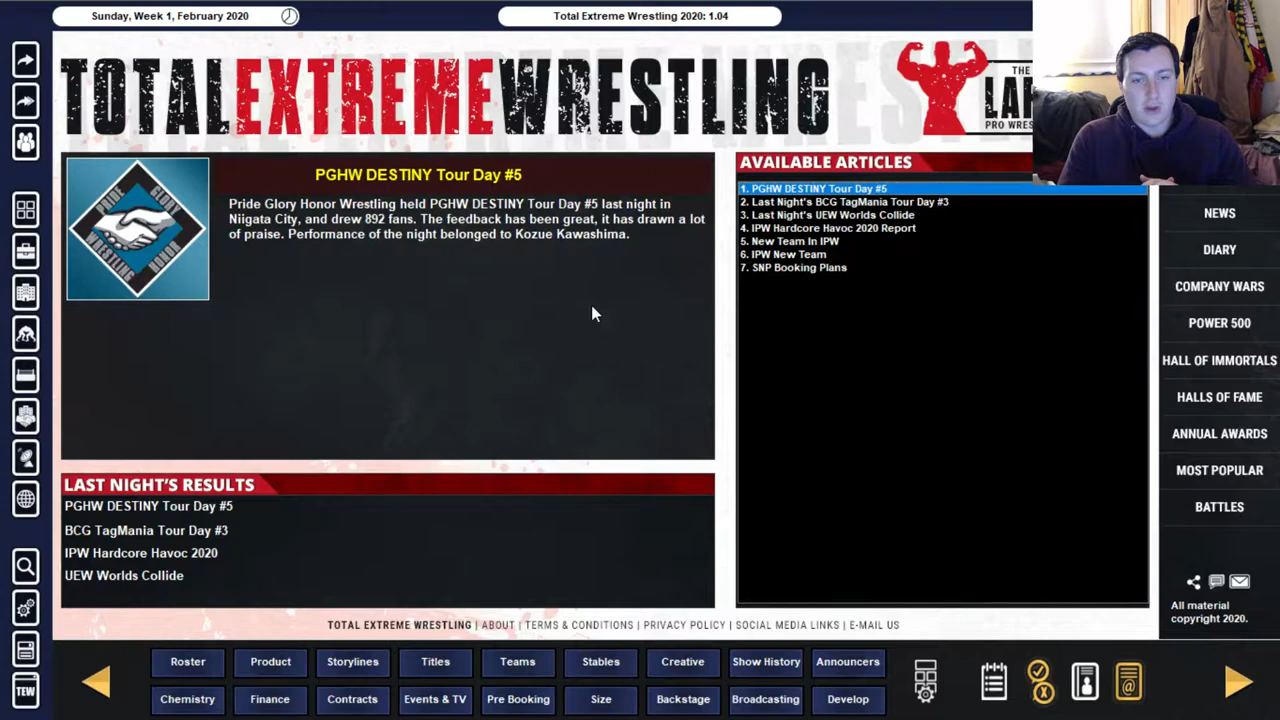 Sunday, Week 1, February 2020
Total Extreme Wrestling 2020: 1.04
TOTALEXTREMEWRESTLING
THE
LAR
PRO WRES
PRIDE GLORY
WRESTLING HONOR
PGHW DESTINY Tour Day #5
Pride Glory Honor Wrestling held PGHW DESTINY Tour Day #5 last night in
Niigata City, and drew 892 fans. The feedback has been great, it has drawn a lot
of praise. Performance of the night belonged to Kozue Kawashima.
AVAILABLE ARTICLES
1. PGHW DESTINY Tour Day #5
2. Last Night's BCG TagMania Tour Day #3
3. Last Night's UEW Worlds Collide
4. IPW Hardcore Havoc 2020 Report
5. New Team In IPW
6. IPW New Team
7. SNP Booking Plans
NEWS
DIARY
COMPANY WARS
POWER 500
HALL OF IMMORTALS
HALLS OF FAME
ANNUAL AWARDS
MOST POPULAR
BATTLES
All material
copyright 2020.
LAST NIGHT'S RESULTS
PGHW DESTINY Tour Day #5
BCG TagMania Tour Day #3
IPW Hardcore Havoc 2020
UEW Worlds Collide
TOTAL EXTREME WRESTLING | ABOUT | TERMS & CONDITIONS | PRIVACY POLICY | SOCIAL MEDIA LINKS | E-MAIL US
Roster Product Storylines Titles Teams Stables Creative Show History Announcers
Chemistry Finance Contracts Events & TV Pre Booking Size Backstage Broadcasting Develop
TEW